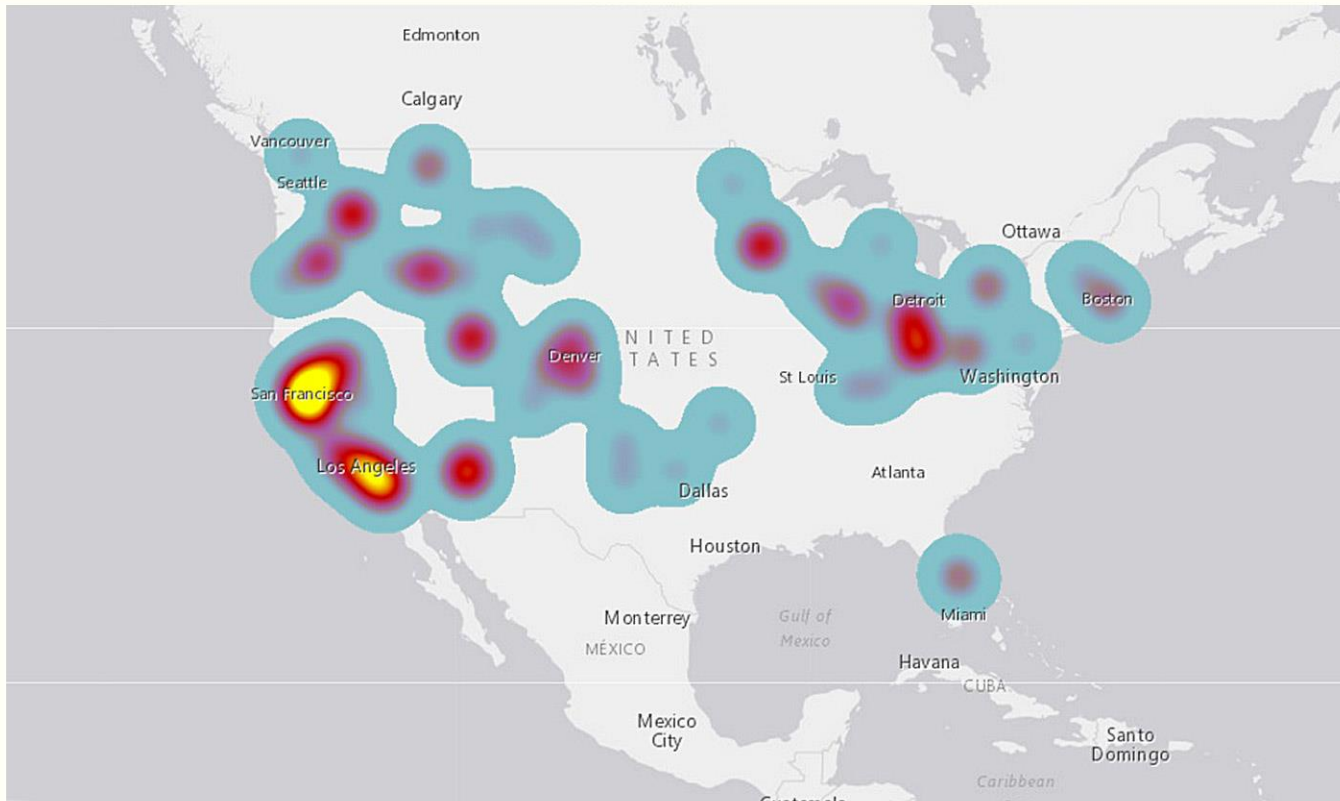 Edmonton
Calgary
Vancouver
Seattle
Ottawa
Detroit
Boston
NITED
TATES
Denver
St Louis
Washington
San Francisco
Los Angeles
Atlanta
Dallas
Houston
Monterrey
Gulf of
Mexico
Miami
MÉXICO
Havana
CUBA
Mexico
City
Santo
Domingo
Caribbean